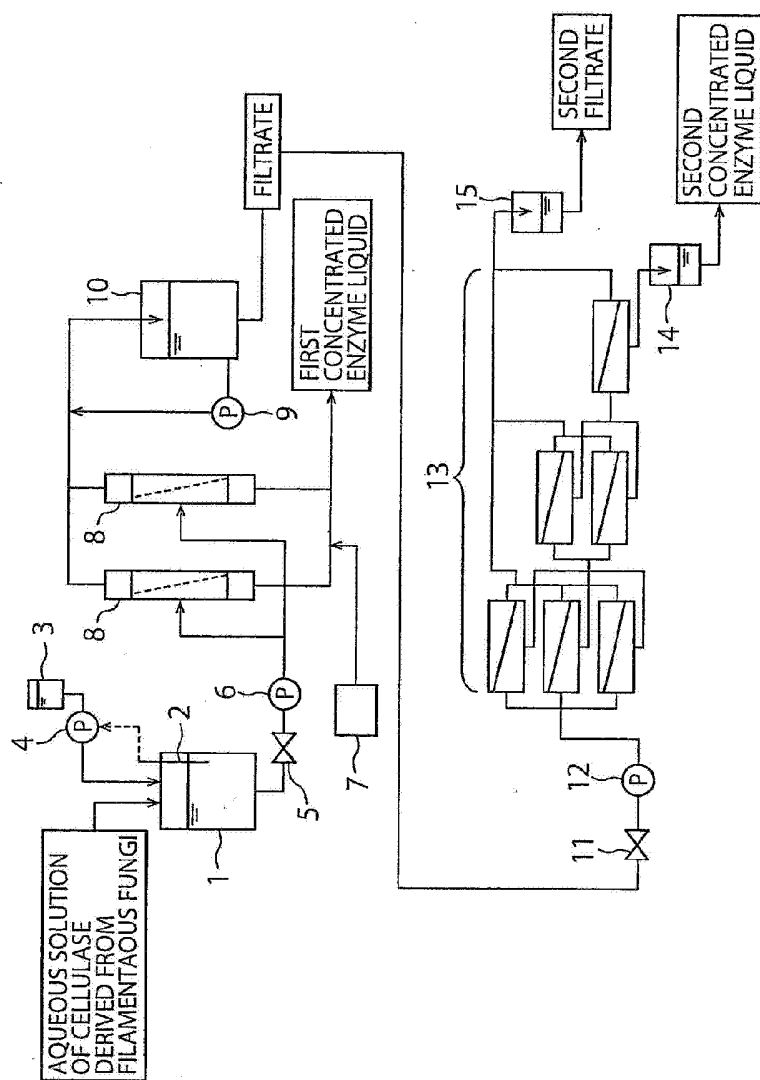 AQUEOUS SOLUTION
OF CELLULASE
DERIVED FROM
FILAMENTAOUS FUNGI
1
2
3
4
P
5
6
P
7
8
8
9
P
10
FILTRATE
FIRST
CONCENTRATED
ENZYME LIQUID
11
12
P
13
14
15
SECOND
FILTRATE
SECOND
CONCENTRATED
ENZYME LIQUID